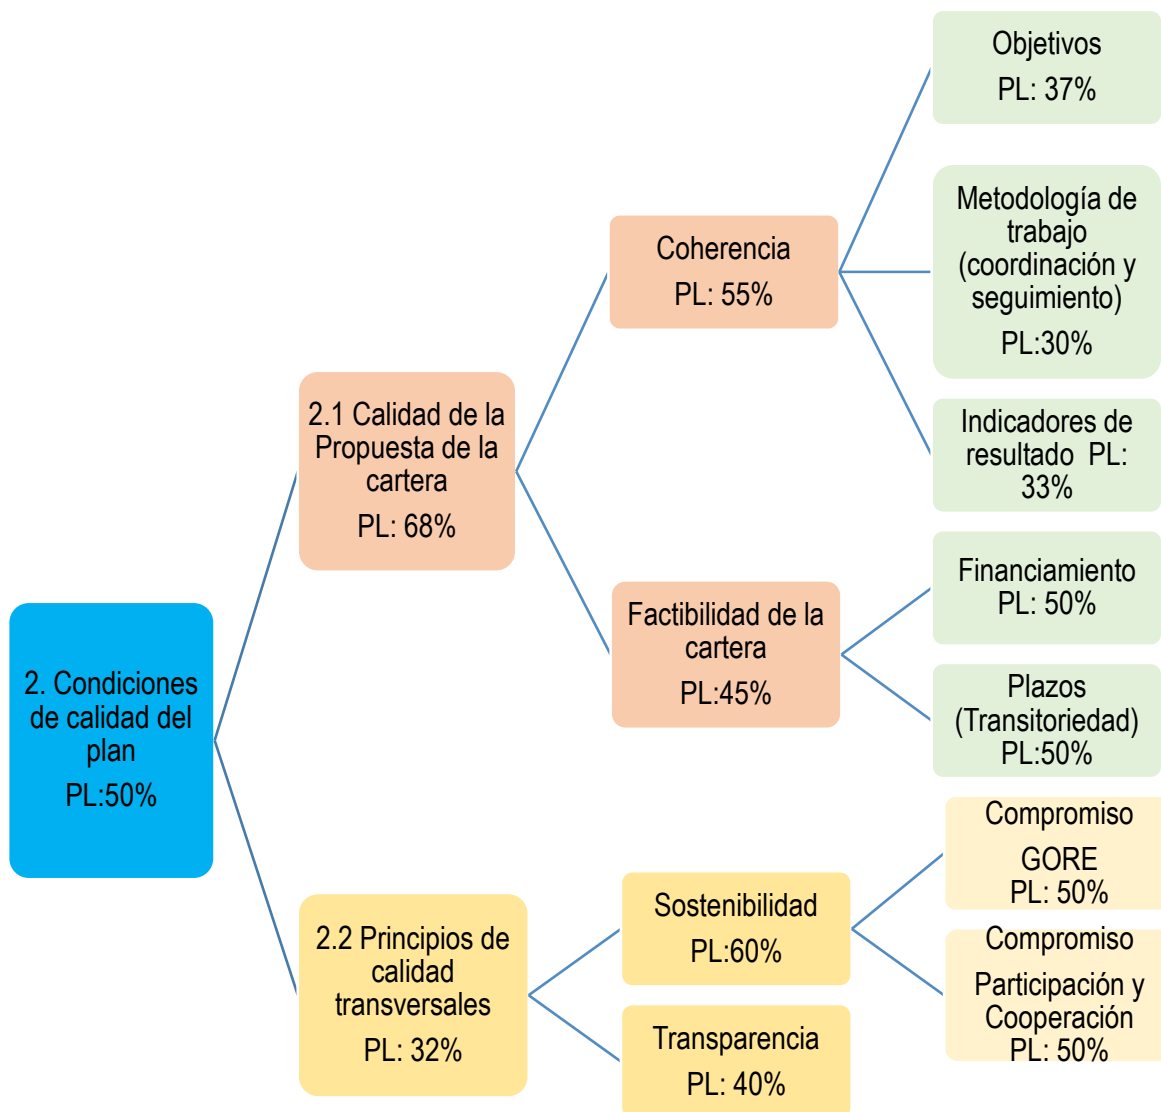 Objetivos
PL: 37%
Metodología de
trabajo
(coordinación y
seguimiento)
PL:30%
Coherencia
PL: 55%
Indicadores de
resultado  PL:
33%
2.1 Calidad de la
Propuesta de la
cartera
PL: 68%
Financiamiento
PL: 50%
Factibilidad de la
cartera
PL:45%
Plazos
(Transitoriedad)
PL:50%
2. Condiciones
de calidad del
plan
PL:50%
Compromiso
GORE
PL: 50%
Sostenibilidad
PL:60%
2.2 Principios de
calidad
transversales
PL: 32%
Compromiso
Participación y
Cooperación
PL: 50%
Transparencia
PL: 40%